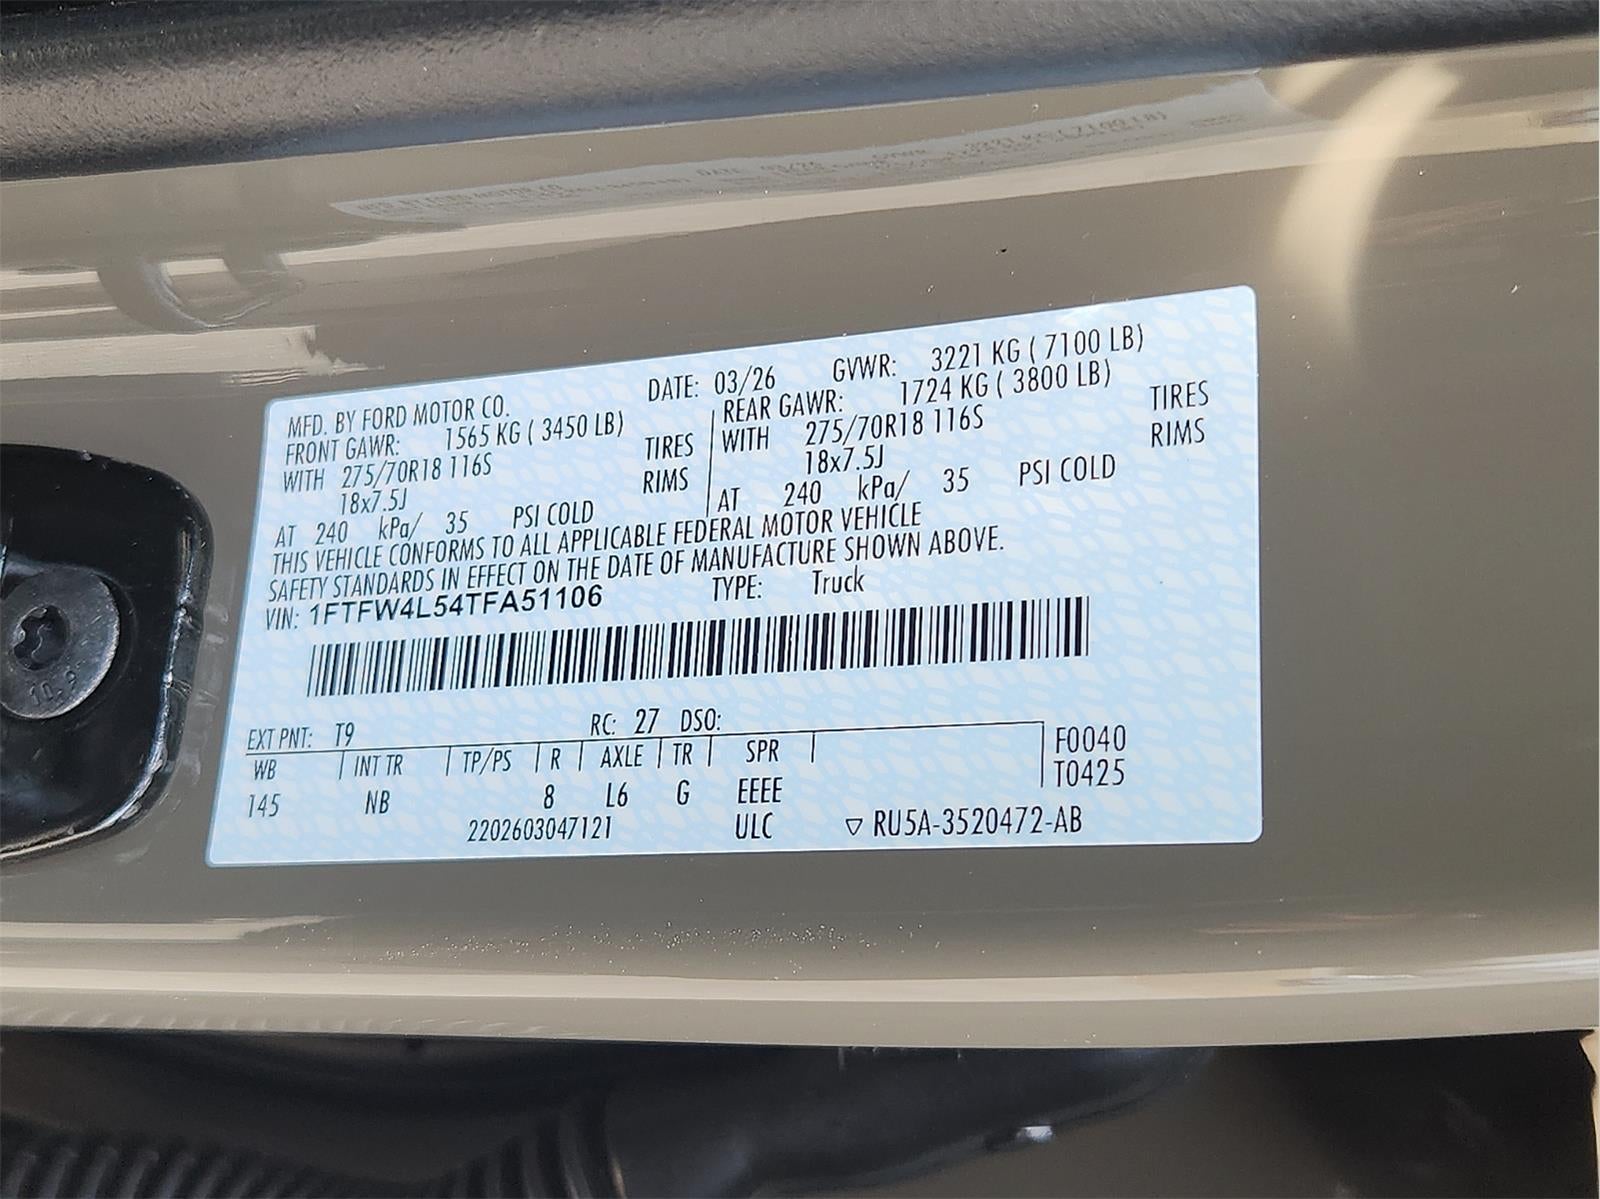 MFD. BY FORD MOTOR CO. DATE: 03/26 GVWR: 3221 KG ( 7100 LB)
FRONT GAWR: 1565 KG ( 3450 LB) REAR GAWR: 1724 KG ( 3800 LB)
WITH 275/70R18 116S TIRES WITH 275/70R18 116S TIRES
18x7.5J RIMS 18x7.5J RIMS
AT 240 kPa/ 35 PSI COLD AT 240 kPa/ 35 PSI COLD
THIS VEHICLE CONFORMS TO ALL APPLICABLE FEDERAL MOTOR VEHICLE
SAFETY STANDARDS IN EFFECT ON THE DATE OF MANUFACTURE SHOWN ABOVE.
VIN: 1FTFW4L54TFA51106 TYPE: Truck
EXT PNT: T9 RC: 27 DSO:
WB INT TR TP/PS R AXLE TR SPR F0040
145 NB 8 L6 G EEEE T0425
2202603047121 ULC ▽ RU5A-3520472-AB
10.9